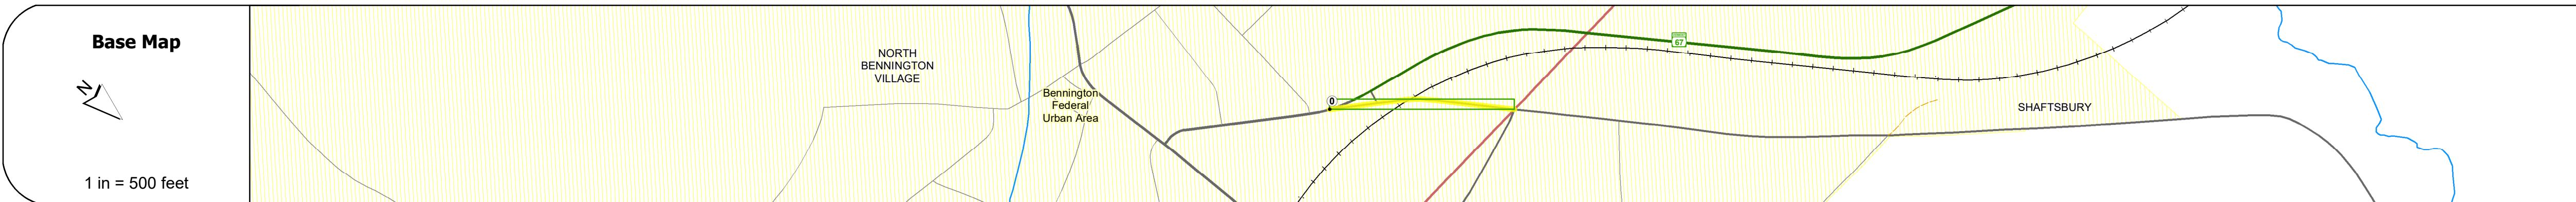 Base Map
N
1 in = 500 feet
NORTH
BENNINGTON
VILLAGE
Bennington
Federal
Urban Area
0
67
SHAFTSBURY